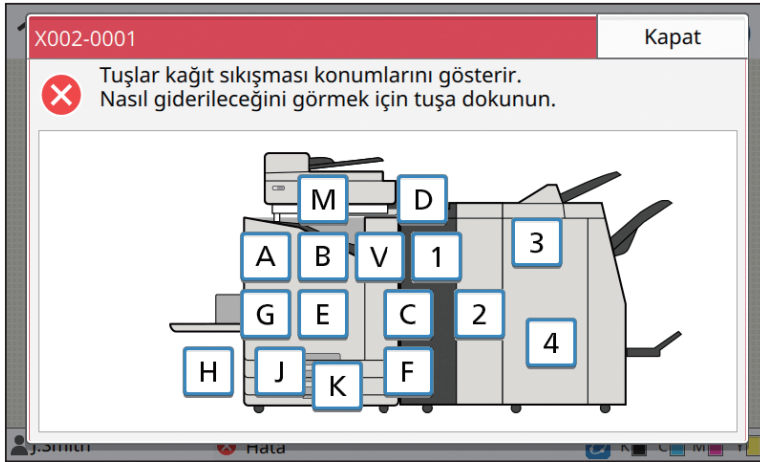 X002-0001
Kapat
Tuşlar kağıt sıkışması konumlarını gösterir.
Nasıl giderileceğini görmek için tuşa dokunun.
M D
A B V 1 3
G E C 2 4
H J K F
J.Smith Hata K C M Y